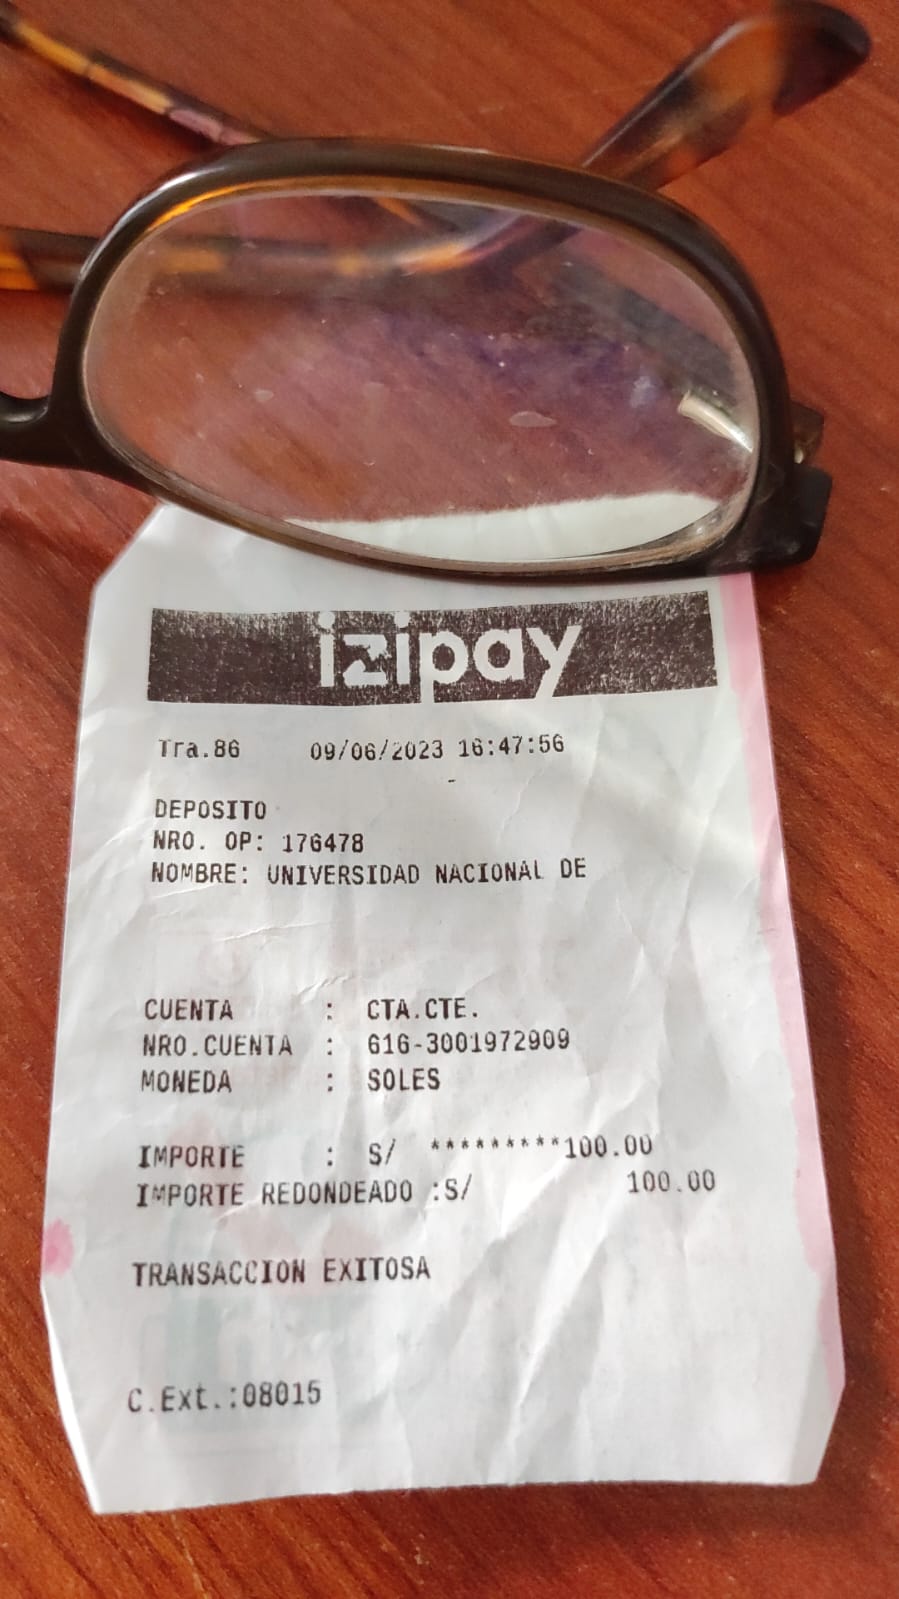 izipay
Tra.86 09/06/2023 16:47:56
DEPOSITO
NRO. OP: 176478
NOMBRE: UNIVERSIDAD NACIONAL DE
CUENTA : CTA.CTE.
NRO.CUENTA : 616-3001972909
MONEDA : SOLES
IMPORTE : S/ *********100.00
IMPORTE REDONDEADO :S/ 100.00
TRANSACCION EXITOSA
C.Ext.:08015